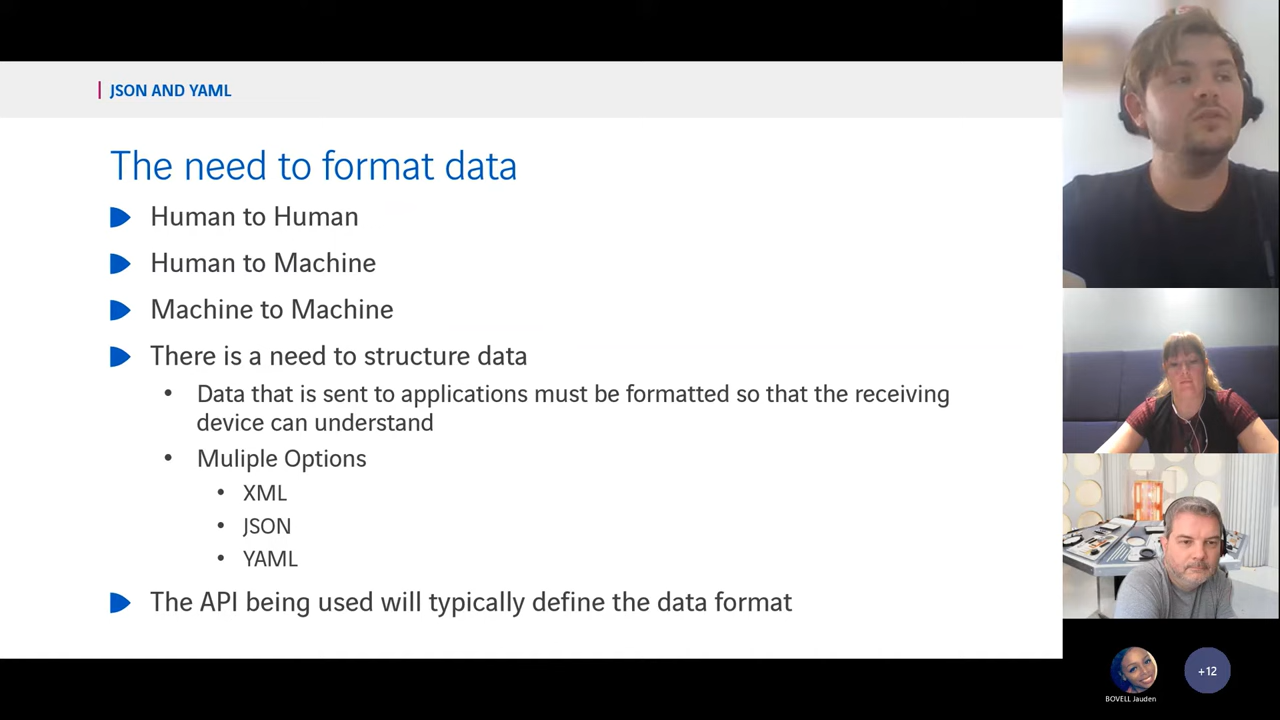 JSON AND YAML
The need to format data
Human to Human
Human to Machine
Machine to Machine
There is a need to structure data
Data that is sent to applications must be formatted so that the receiving
device can understand
Muliple Options
XML
JSON
YAML
The API being used will typically define the data format
+12
BOVELL Jauden